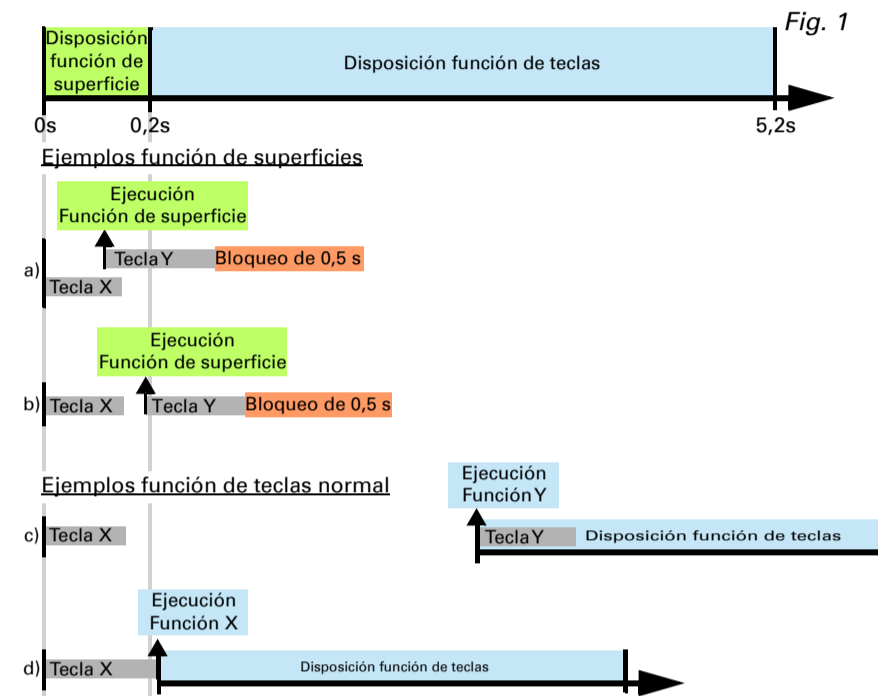 Fig. 1
Disposición
función de
superficie
Disposición función de teclas
0s
0,2s
5,2s
Ejemplos función de superficies
Ejecución
Función de superficie
a)
Tecla Y
Bloqueo de 0,5 s
Tecla X
Ejecución
Función de superficie
b)
Tecla X
Tecla Y
Bloqueo de 0,5 s
Ejemplos función de teclas normal
Ejecución
Función Y
c)
Tecla X
Tecla Y
Disposición función de teclas
Ejecución
Función X
d)
Tecla X
Disposición función de teclas